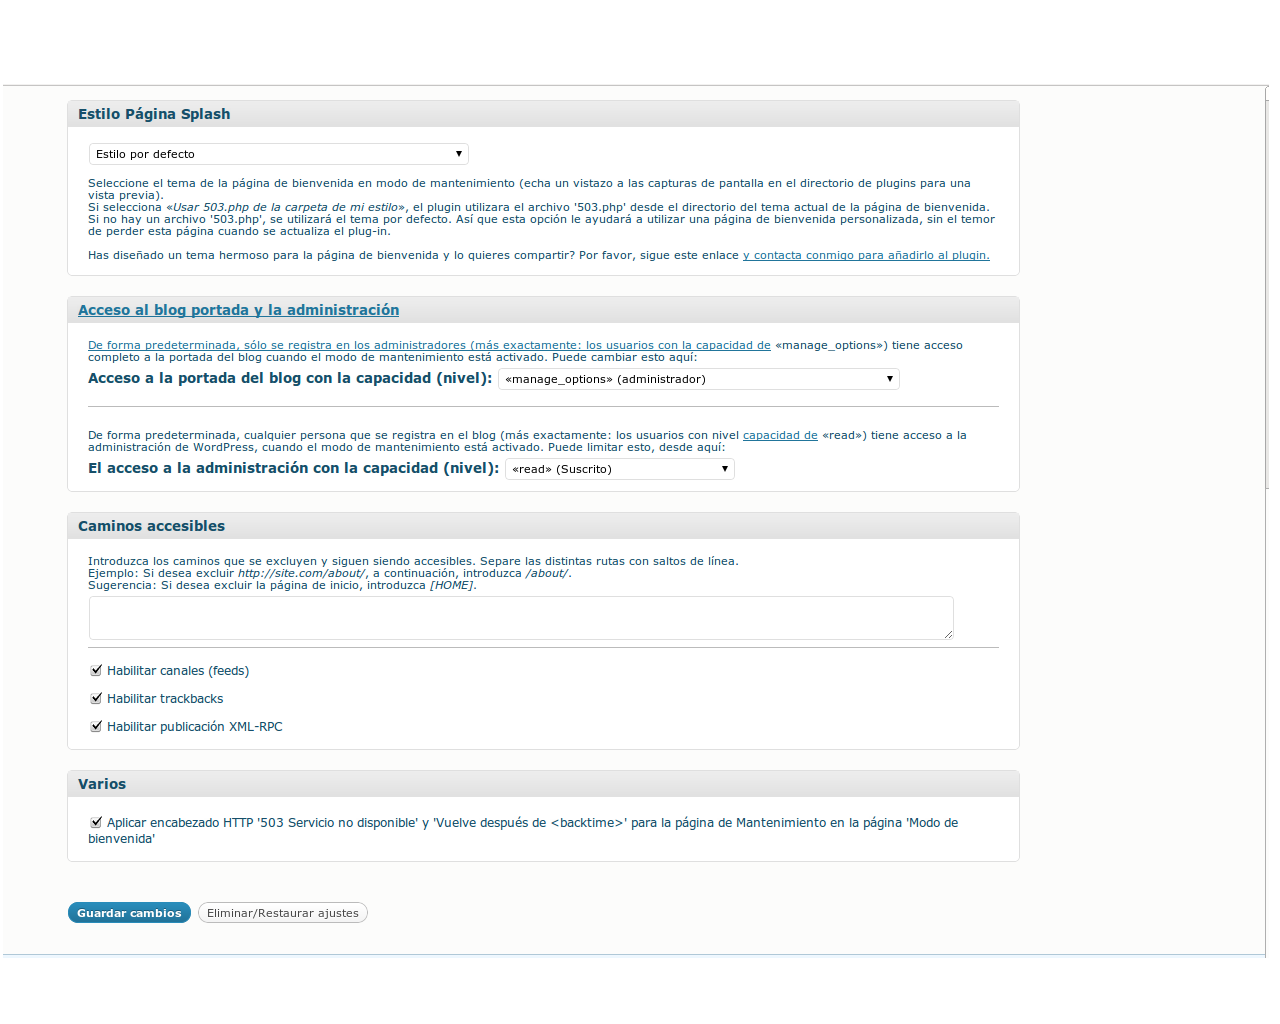 Estilo Página Splash
Estilo por defecto
Seleccione el tema de la página de bienvenida en modo de mantenimiento (echa un vistazo a las capturas de pantalla en el directorio de plugins para una
vista previa).
Si selecciona «Usar 503.php de la carpeta de mi estilo», el plugin utilizara el archivo '503.php' desde el directorio del tema actual de la página de bienvenida.
Si no hay un archivo '503.php', se utilizará el tema por defecto. Así que esta opción le ayudará a utilizar una página de bienvenida personalizada, sin el temor
de perder esta página cuando se actualiza el plug-in.
Has diseñado un tema hermoso para la página de bienvenida y lo quieres compartir? Por favor, sigue este enlace y contacta conmigo para añadirlo al plugin.
Acceso al blog portada y la administración
De forma predeterminada, sólo se registra en los administradores (más exactamente: los usuarios con la capacidad de «manage_options») tiene acceso
completo a la portada del blog cuando el modo de mantenimiento está activado. Puede cambiar esto aquí:
Acceso a la portada del blog con la capacidad (nivel): «manage_options» (administrador)
De forma predeterminada, cualquier persona que se registra en el blog (más exactamente: los usuarios con nivel capacidad de «read») tiene acceso a la
administración de WordPress, cuando el modo de mantenimiento está activado. Puede limitar esto, desde aquí:
El acceso a la administración con la capacidad (nivel): «read» (Suscrito)
Caminos accesibles
Introduzca los caminos que se excluyen y siguen siendo accesibles. Separe las distintas rutas con saltos de línea.
Ejemplo: Si desea excluir http://site.com/about/, a continuación, introduzca /about/.
Sugerencia: Si desea excluir la página de inicio, introduzca [HOME].
Habilitar canales (feeds)
Habilitar trackbacks
Habilitar publicación XML-RPC
Varios
Aplicar encabezado HTTP '503 Servicio no disponible' y 'Vuelve después de <backtime>' para la página de Mantenimiento en la página 'Modo de
bienvenida'
Guardar cambios Eliminar/Restaurar ajustes